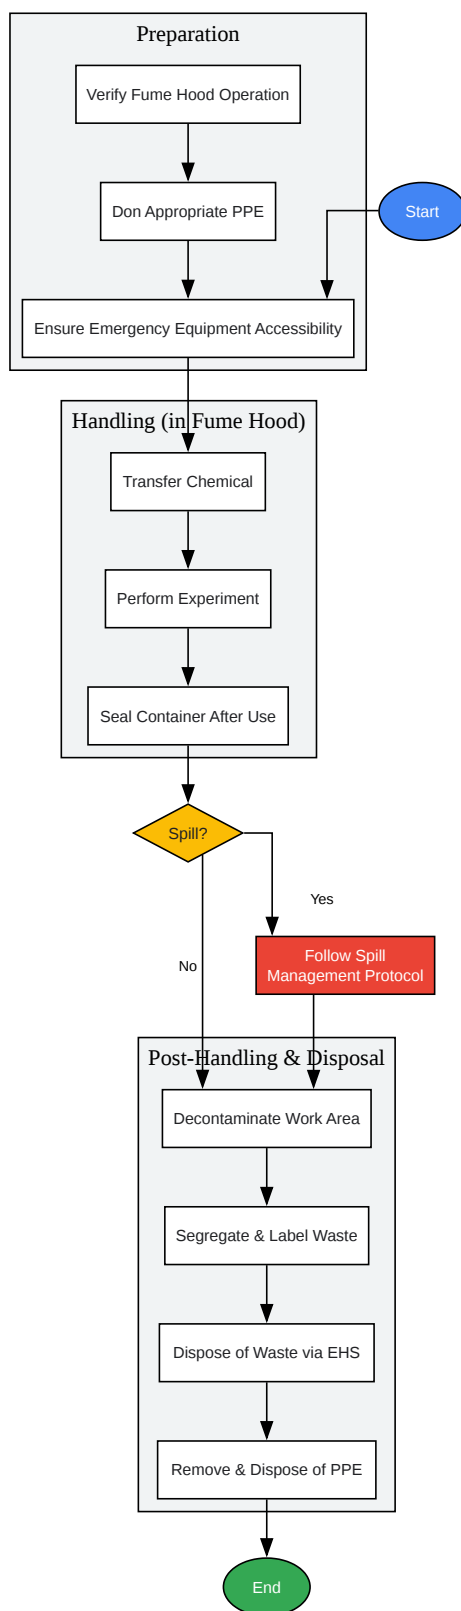 Preparation
Verify Fume Hood Operation
Don Appropriate PPE
Start
Ensure Emergency Equipment Accessibility
Handling (in Fume Hood)
Transfer Chemical
Perform Experiment
Seal Container After Use
Spill?
Yes
No
Follow Spill
Management Protocol
Post-Handling & Disposal
Decontaminate Work Area
Segregate & Label Waste
Dispose of Waste via EHS
Remove & Dispose of PPE
End